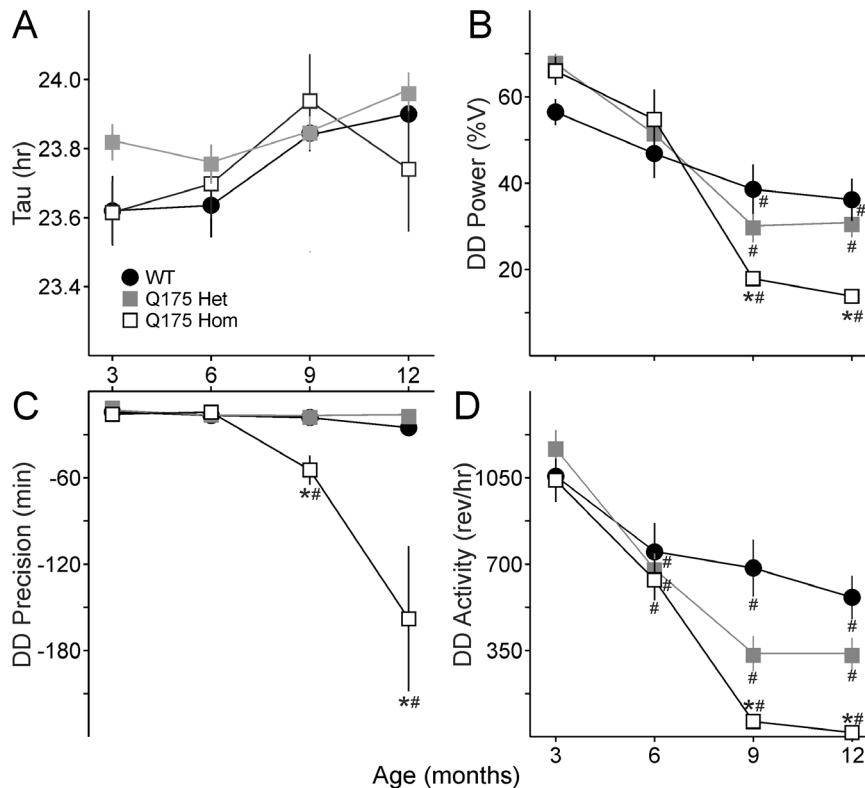 A
Tau (hr)
24.0
23.8
23.6
23.4
WT
Q175 Het
Q175 Hom
3 6 9 12
B
DD Power (%V)
60
40
20
#
#
#
#
*#
*#
C
DD Precision (min)
-60
-120
-180
*#
*#
D
DD Activity (rev/hr)
1050
700
350
#
#
#
#
#
#
#
*#
*#
3 6 9 12
Age (months)